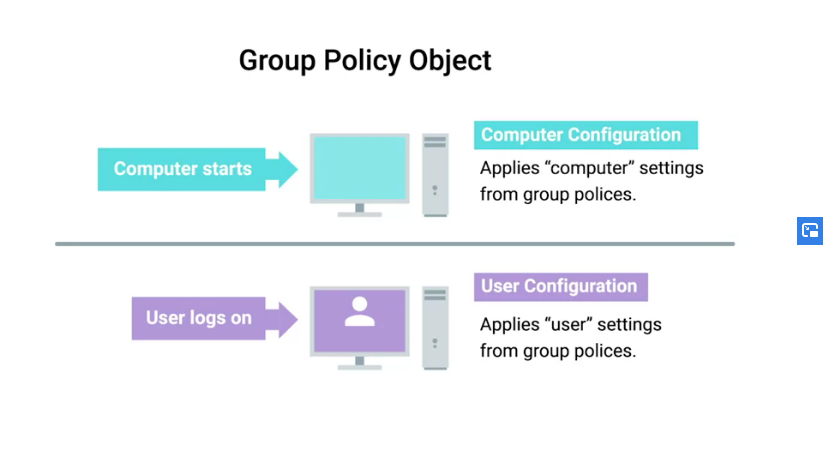 Group Policy Object
Computer starts
Computer Configuration
Applies “computer” settings
from group polices.
User logs on
User Configuration
Applies “user” settings
from group polices.